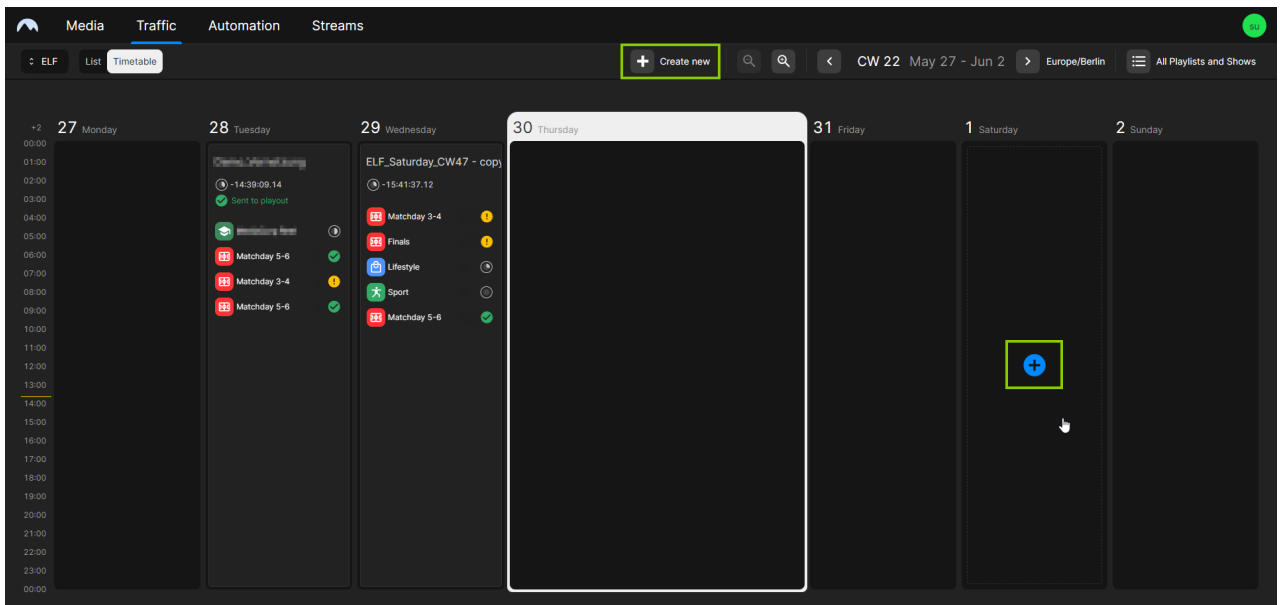 Media Traffic Automation Streams su
ELF List Timetable Create new CW 22 May 27 - Jun 2 Europe/Berlin All Playlists and Shows
+2 27 Monday 28 Tuesday 29 Wednesday 30 Thursday 31 Friday 1 Saturday 2 Sunday
00:00
01:00
02:00
03:00
04:00
05:00
06:00
07:00
08:00
09:00
10:00
11:00
12:00
13:00
14:00
15:00
16:00
17:00
18:00
19:00
20:00
21:00
22:00
23:00
00:00
-14:39:09.14
Sent to playout
Matchday 5-6
Matchday 3-4
Matchday 5-6
ELF_Saturday_CW47 - copy
-15:41:37.12
Matchday 3-4
Finals
Lifestyle
Sport
Matchday 5-6